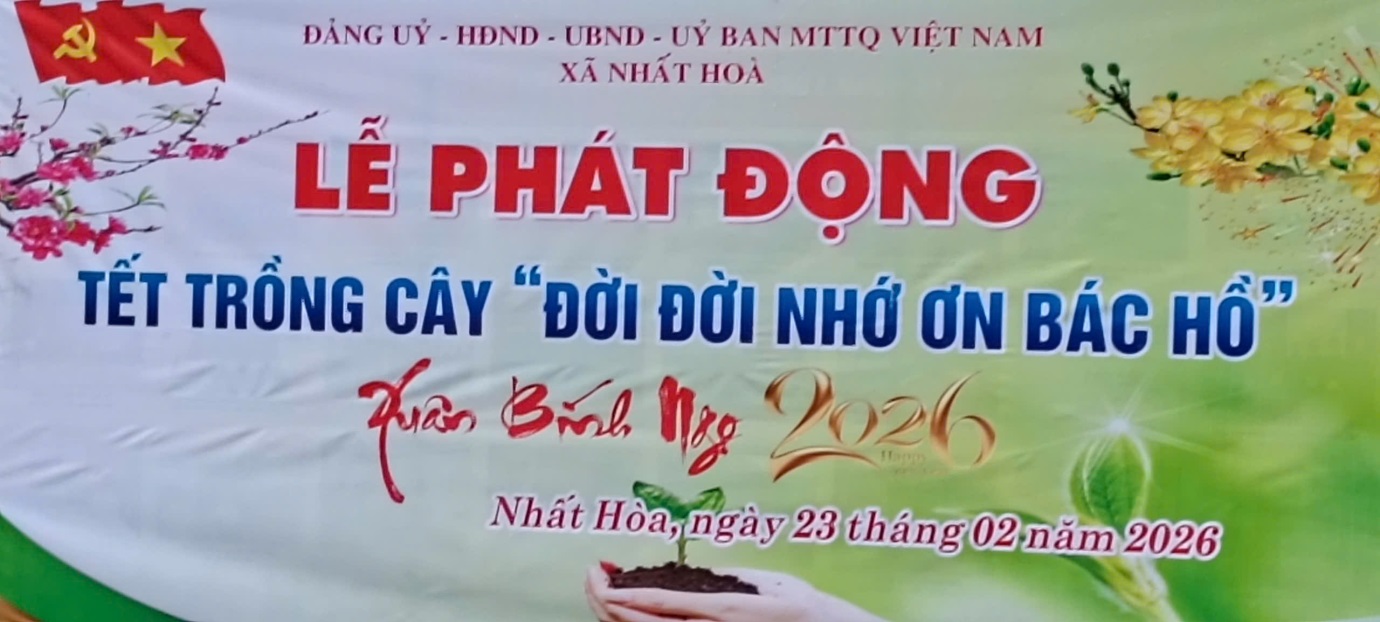 ĐẢNG UỶ - HĐND - UBND - UỶ BAN MTTQ VIỆT NAM
XÃ NHẤT HOÀ
LỄ PHÁT ĐỘNG
TẾT TRỒNG CÂY “ĐỜI ĐỜI NHỚ ƠN BÁC HỒ”
Xuân Bính Ngọ 2026
Happy
Nhất Hòa, ngày 23 tháng 02 năm 2026